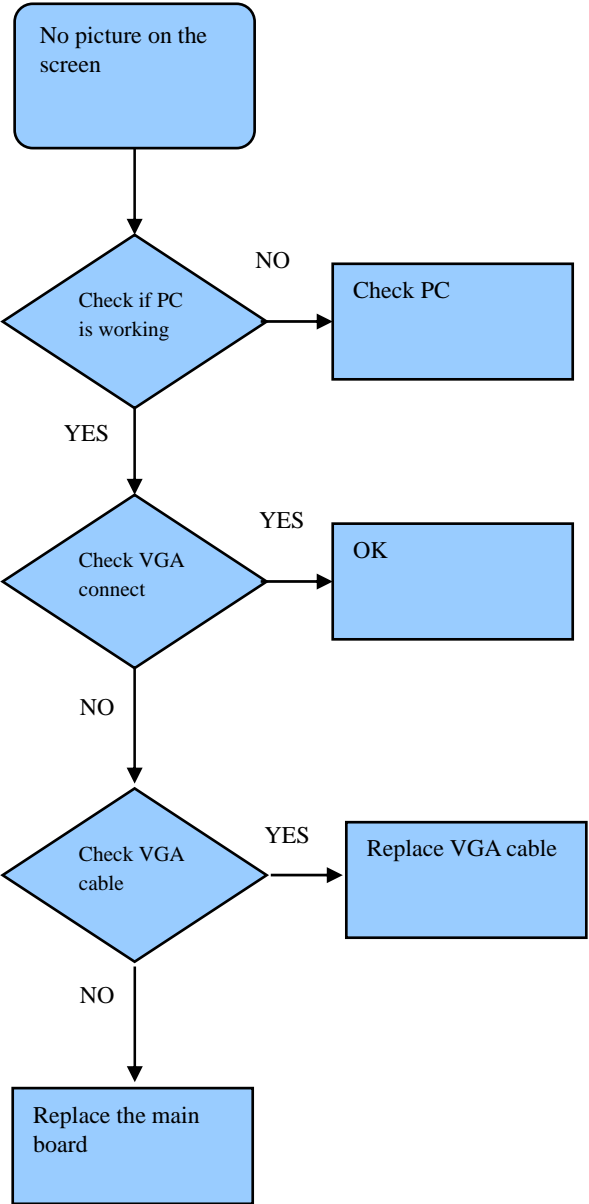 No picture on the
screen
NO
Check if PC
is working
Check PC
YES
YES
Check VGA
connect
OK
NO
YES
Check VGA
cable
Replace VGA cable
NO
Replace the main
board